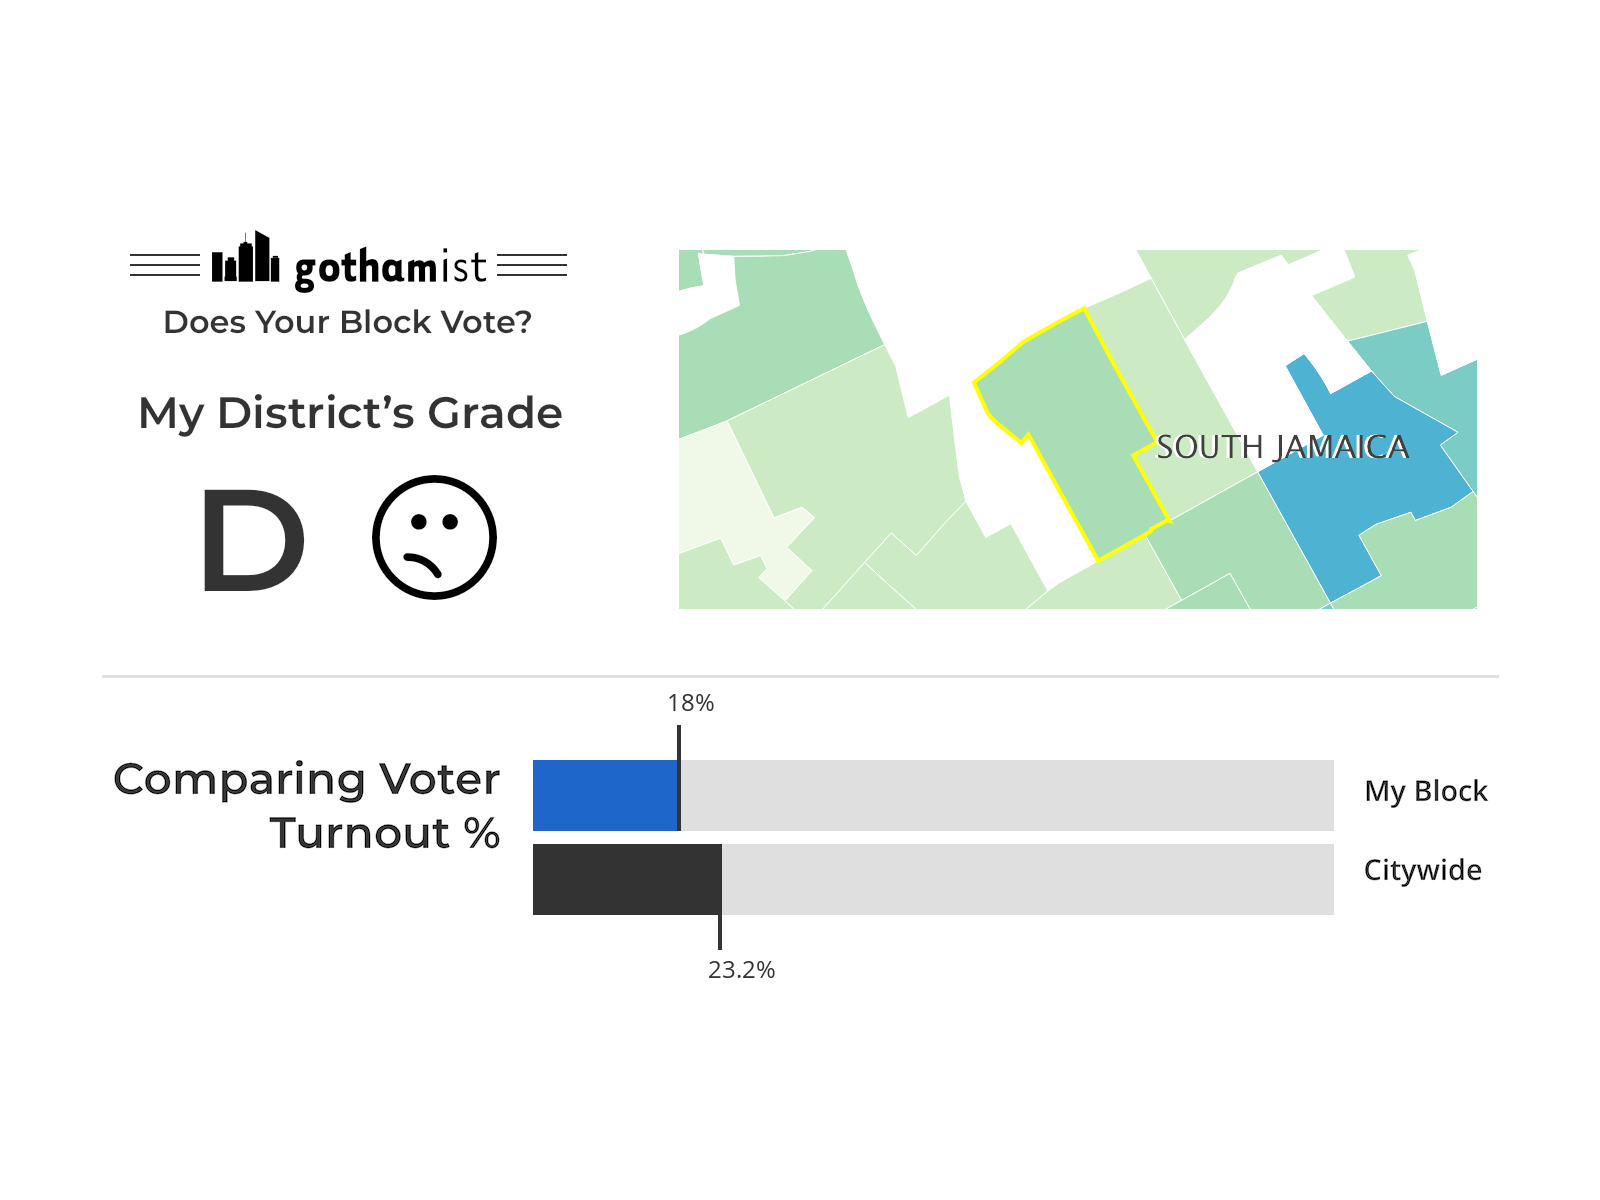 gothamist
Does Your Block Vote?
My District’s Grade
D
SOUTH JAMAICA
18%
Comparing Voter
Turnout %
My Block
Citywide
23.2%